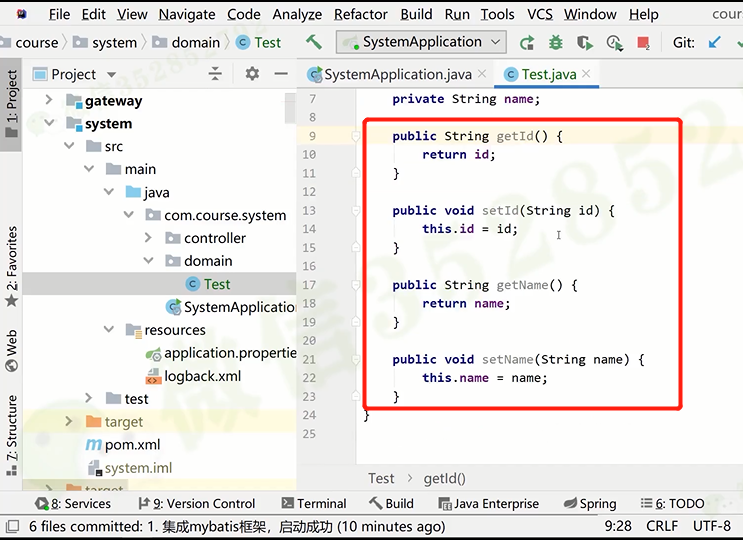 File Edit View Navigate Code Analyze Refactor Build Run Tools VCS Window Help cour
course system domain Test SystemApplication Git:
1: Project
2: Favorites
Web
Z: Structure
Project
gateway
system
src
main
java
com.course.system
controller
domain
Test
SystemApplication
resources
application.propertie
logback.xml
test
target
pom.xml
system.iml
target
SystemApplication.java Test.java
7 private String name;
8
9 public String getId() {
10 return id;
11 }
12
13 public void setId(String id) {
14 this.id = id;
15 }
16
17 public String getName() {
18 return name;
19 }
20
21 public void setName(String name) {
22 this.name = name;
23 }
24 }
25
Test getId()
8: Services 9: Version Control Terminal Build Java Enterprise Spring 6: TODO
6 files committed: 1. 集成mybatis框架，启动成功 (10 minutes ago) 9:28 CRLF UTF-8